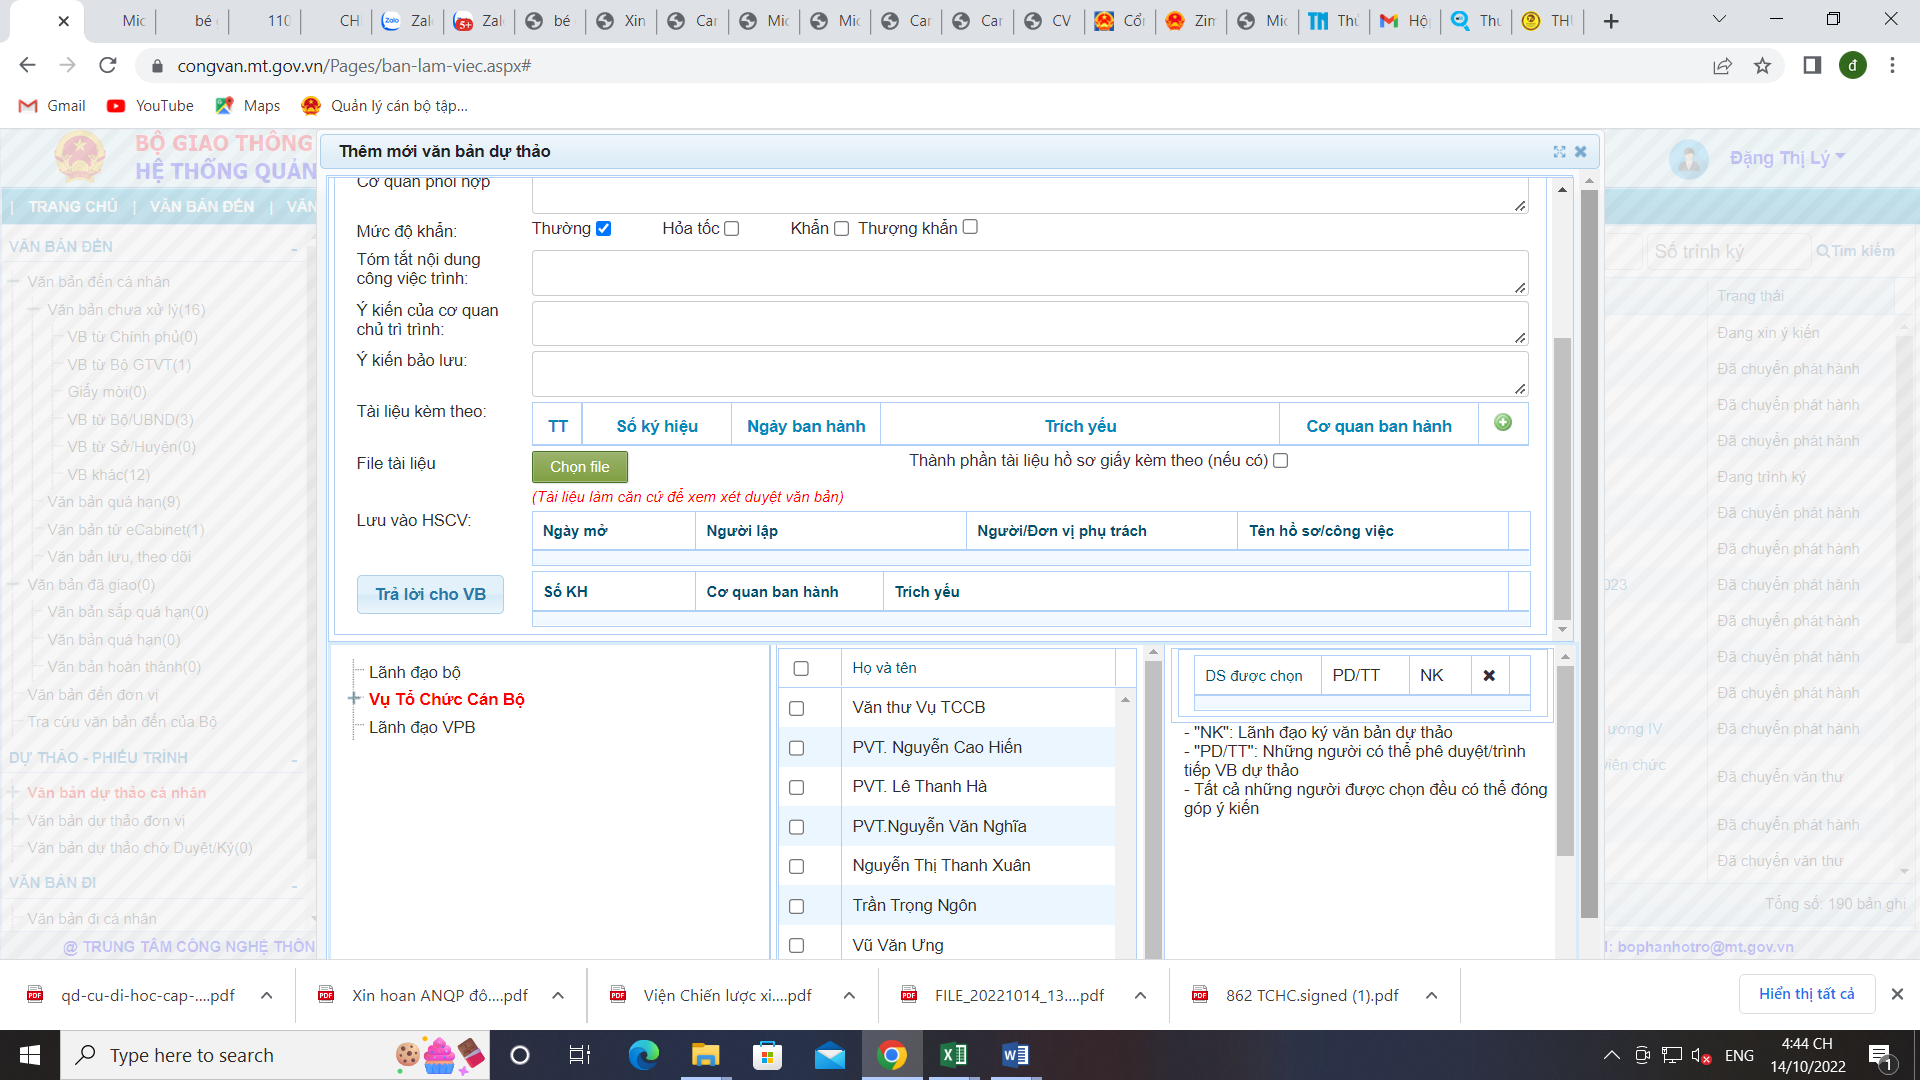 Mic
bé
110
CH
Zalo
Zal
bé
Xin
Car
Mic
Mic
Car
Car
CV
Cổr
Zim
Mic
Thủ
Hộp
Thu
THU
congvan.mt.gov.vn/Pages/ban-lam-viec.aspx#
đ
Gmail
YouTube
Maps
Quản lý cán bộ tập...
BỘ GIAO THÔNG
HỆ THỐNG QUẢN
Đặng Thị Lý
| TRANG CHỦ | VĂN BẢN ĐẾN | VĂN
VĂN BẢN ĐẾN
Văn bản đến cá nhân
Văn bản chưa xử lý(16)
VB từ Chính phủ(0)
VB từ Bộ GTVT(1)
Giấy mời(0)
VB từ Bộ/UBND(3)
VB từ Sở/Huyện(0)
VB khác(12)
Văn bản quá hạn(9)
Văn bản từ eCabinet(1)
Văn bản lưu, theo dõi
Văn bản đã giao(0)
Văn bản sắp quá hạn(0)
Văn bản quá hạn(0)
Văn bản hoàn thành(0)
Văn bản đến đơn vị
Tra cứu văn bản đến của Bộ
DỰ THẢO - PHIẾU TRÌNH
Văn bản dự thảo cá nhân
Văn bản dự thảo đơn vị
Văn bản dự thảo chờ Duyệt/Ký(0)
VĂN BẢN ĐI
Văn bản đi cá nhân
@ TRUNG TÂM CÔNG NGHỆ THÔN
Thêm mới văn bản dự thảo
Cơ quan phối hợp
Mức độ khẩn:
Thường
Hỏa tốc
Khẩn
Thượng khẩn
Tóm tắt nội dung
công việc trình:
Ý kiến của cơ quan
chủ trì trình:
Ý kiến bảo lưu:
Tài liệu kèm theo:
TT
Số ký hiệu
Ngày ban hành
Trích yếu
Cơ quan ban hành
File tài liệu
Chọn file
Thành phần tài liệu hồ sơ giấy kèm theo (nếu có)
(Tài liệu làm căn cứ để xem xét duyệt văn bản)
Lưu vào HSCV:
Ngày mở
Người lập
Người/Đơn vị phụ trách
Tên hồ sơ/công việc
Trả lời cho VB
Số KH
Cơ quan ban hành
Trích yếu
Lãnh đạo bộ
Vụ Tổ Chức Cán Bộ
Lãnh đạo VPB
Họ và tên
Văn thư Vụ TCCB
PVT. Nguyễn Cao Hiến
PVT. Lê Thanh Hà
PVT.Nguyễn Văn Nghĩa
Nguyễn Thị Thanh Xuân
Trần Trọng Ngôn
Vũ Văn Ưng
DS được chọn
PD/TT
NK
- "NK": Lãnh đạo ký văn bản dự thảo
- "PD/TT": Những người có thể phê duyệt/trình
tiếp VB dự thảo
- Tất cả những người được chọn đều có thể đóng
góp ý kiến
Số trình ký
Tìm kiếm
Trạng thái
Đang xin ý kiến
Đã chuyển phát hành
Đã chuyển phát hành
Đã chuyển phát hành
Đang trình ký
Đã chuyển phát hành
Đã chuyển phát hành
023
Đã chuyển phát hành
Đã chuyển phát hành
Đã chuyển phát hành
Đã chuyển phát hành
ương IV
Đã chuyển phát hành
viên chức
Đã chuyển văn thư
Đã chuyển phát hành
Đã chuyển văn thư
Tổng số: 190 bản ghi
l: bophanhotro@mt.gov.vn
qd-cu-di-hoc-cap-....pdf
Xin hoan ANQP đô....pdf
Viện Chiến lược xi....pdf
FILE_20221014_13....pdf
862 TCHC.signed (1).pdf
Hiển thị tất cả
Type here to search
ENG
4:44 CH
14/10/2022
1